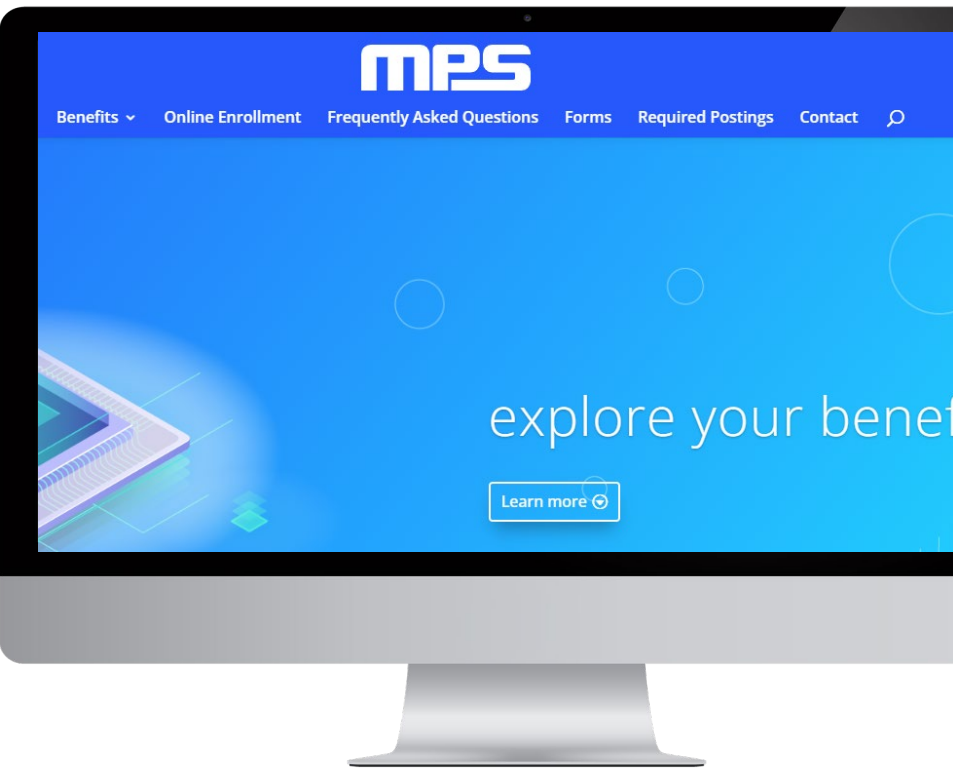 MPS
Benefits Online Enrollment Frequently Asked Questions Forms Required Postings Contact
explore your benef
Learn more